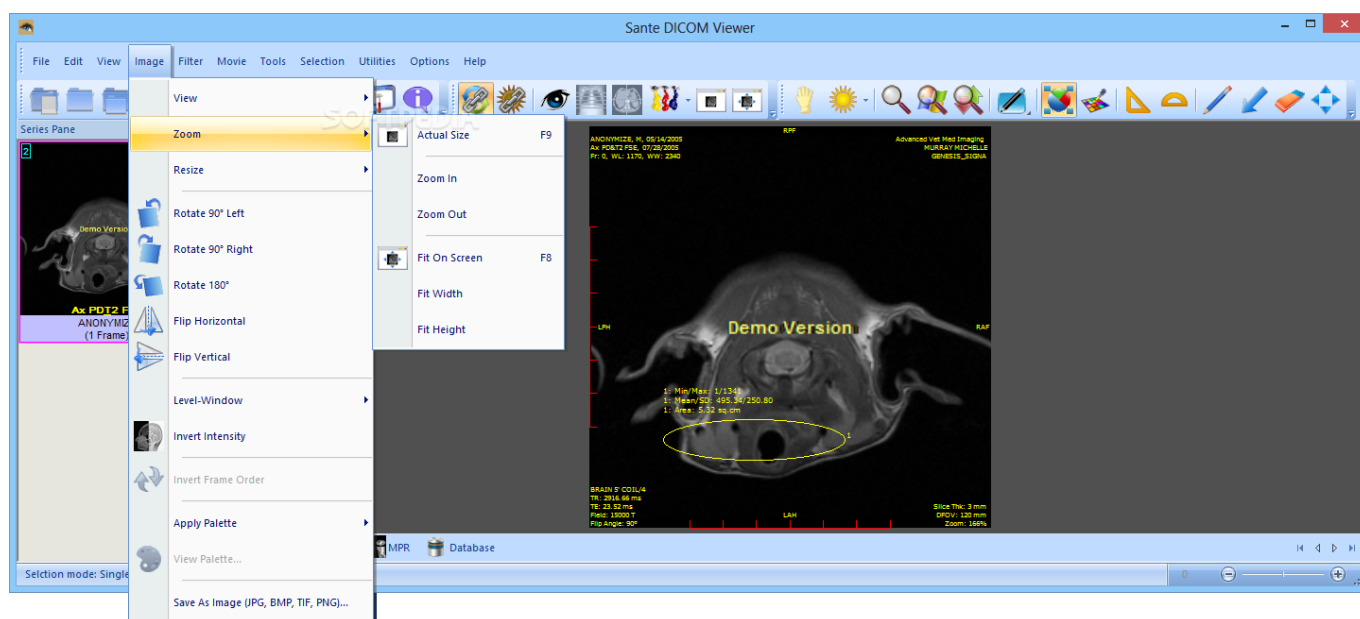 Sante DICOM Viewer
File Edit View Image Filter Movie Tools Selection Utilities Options Help
Series Pane
2
Demo Versio
Ax PDT2 F
ANONYMIZ
(1 Frame)
View
Zoom
Resize
Rotate 90° Left
Rotate 90° Right
Rotate 180°
Flip Horizontal
Flip Vertical
Level-Window
Invert Intensity
Invert Frame Order
Apply Palette
View Palette...
Save As Image (JPG, BMP, TIF, PNG)...
SOFTPEDIA
Actual Size F9
Zoom In
Zoom Out
Fit On Screen F8
Fit Width
Fit Height
ANONYMIZE, M, 05/14/2005
Ax PD&T2 FSE, 07/28/2005
Fr: 0, WL: 1170, WW: 2340
RPF
Advanced Vet Med Imaging
MURRAY MICHELLE
GENESIS_SIGNA
LPH
Demo Version
RAF
1: Min/Max: 1/1341
1: Mean/SD: 495.34/250.80
1: Area: 5.32 sq.cm
1
BRAIN 5' COIL/4
TR: 2916.66 ms
TE: 23.52 ms
Field: 15000 T
Flip Angle: 90°
LAH
Slice Thk: 3 mm
DFOV: 120 mm
Zoom: 166%
MPR Database
Selction mode: Single
0